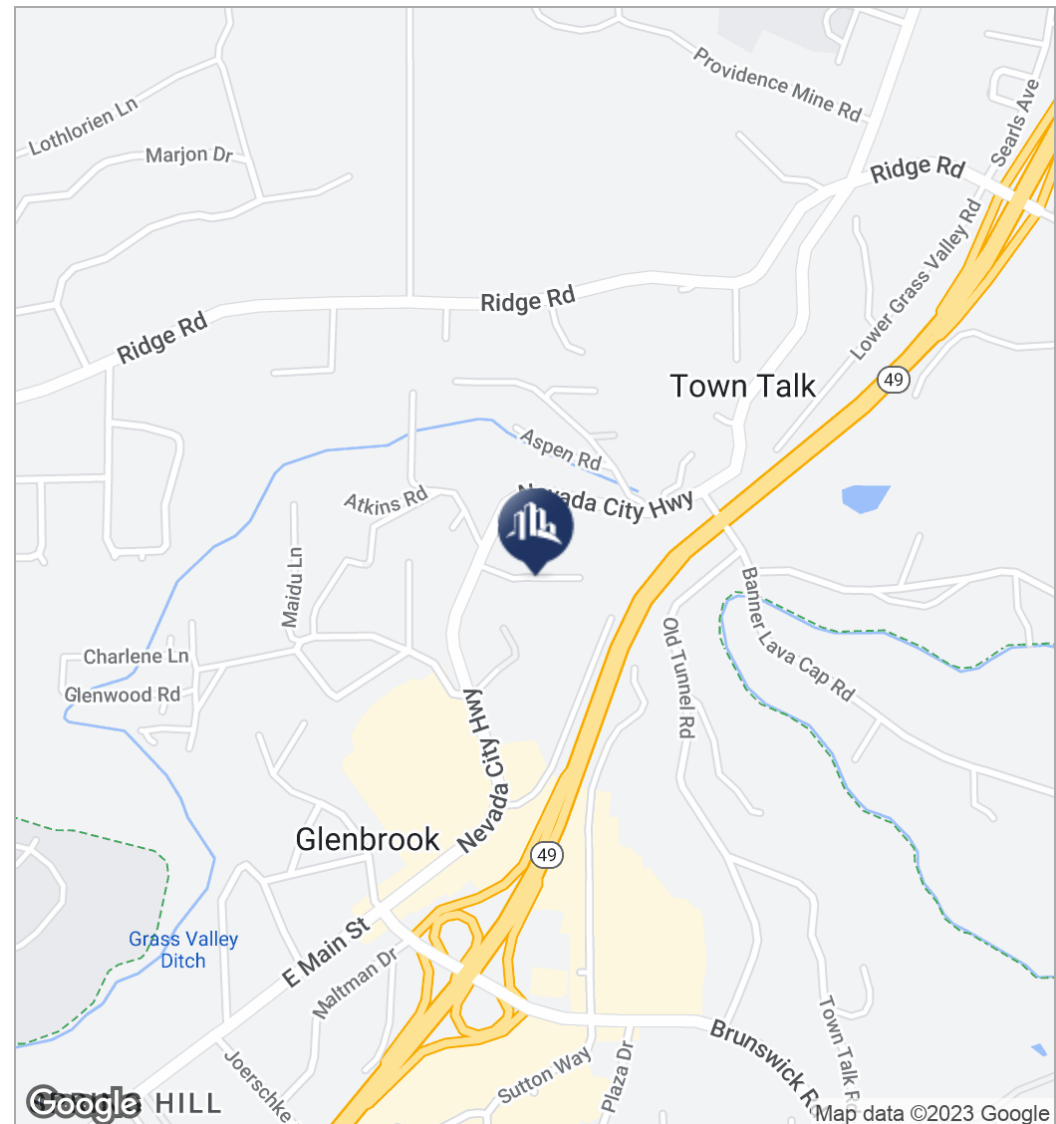 Providence Mine Rd
Searls Ave
Lothlorien Ln
Marjon Dr
Ridge Rd
Lower Grass Valley Rd
Ridge Rd
Ridge Rd
Town Talk
49
Aspen Rd
Nevada City Hwy
Atkins Rd
Maidu Ln
Banner Lava Cap Rd
Old Tunnel Rd
Charlene Ln
Glenwood Rd
Nevada City Hwy
Glenbrook
49
Grass Valley
Ditch
E Main St
Maltman Dr
Town Talk
Brunswick
Joerschke
Sutton Way
Plaza Dr
HILL
Google
Map data ©2023 Google